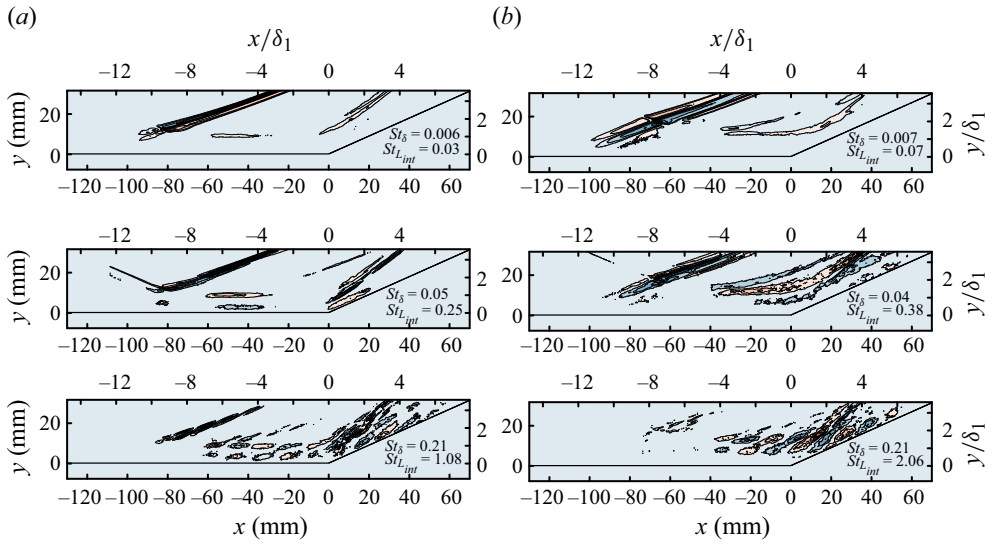 (a)
(b)
x/δ1
x/δ1
−12 −8 −4 0 4
−12 −8 −4 0 4
y (mm)
20
0
2
0
Stδ = 0.006
StLint = 0.03
20
0
2
0
y/δ1
Stδ = 0.007
StLint = 0.07
−120 −100 −80 −60 −40 −20 0 20 40 60
−120 −100 −80 −60 −40 −20 0 20 40 60
−12 −8 −4 0 4
−12 −8 −4 0 4
y (mm)
20
0
2
0
Stδ = 0.05
StLint = 0.25
20
0
2
0
y/δ1
Stδ = 0.04
StLint = 0.38
−120 −100 −80 −60 −40 −20 0 20 40 60
−120 −100 −80 −60 −40 −20 0 20 40 60
−12 −8 −4 0 4
−12 −8 −4 0 4
y (mm)
20
0
2
0
Stδ = 0.21
StLint = 1.08
20
0
2
0
y/δ1
Stδ = 0.21
StLint = 2.06
−120 −100 −80 −60 −40 −20 0 20 40 60
−120 −100 −80 −60 −40 −20 0 20 40 60
x (mm)
x (mm)